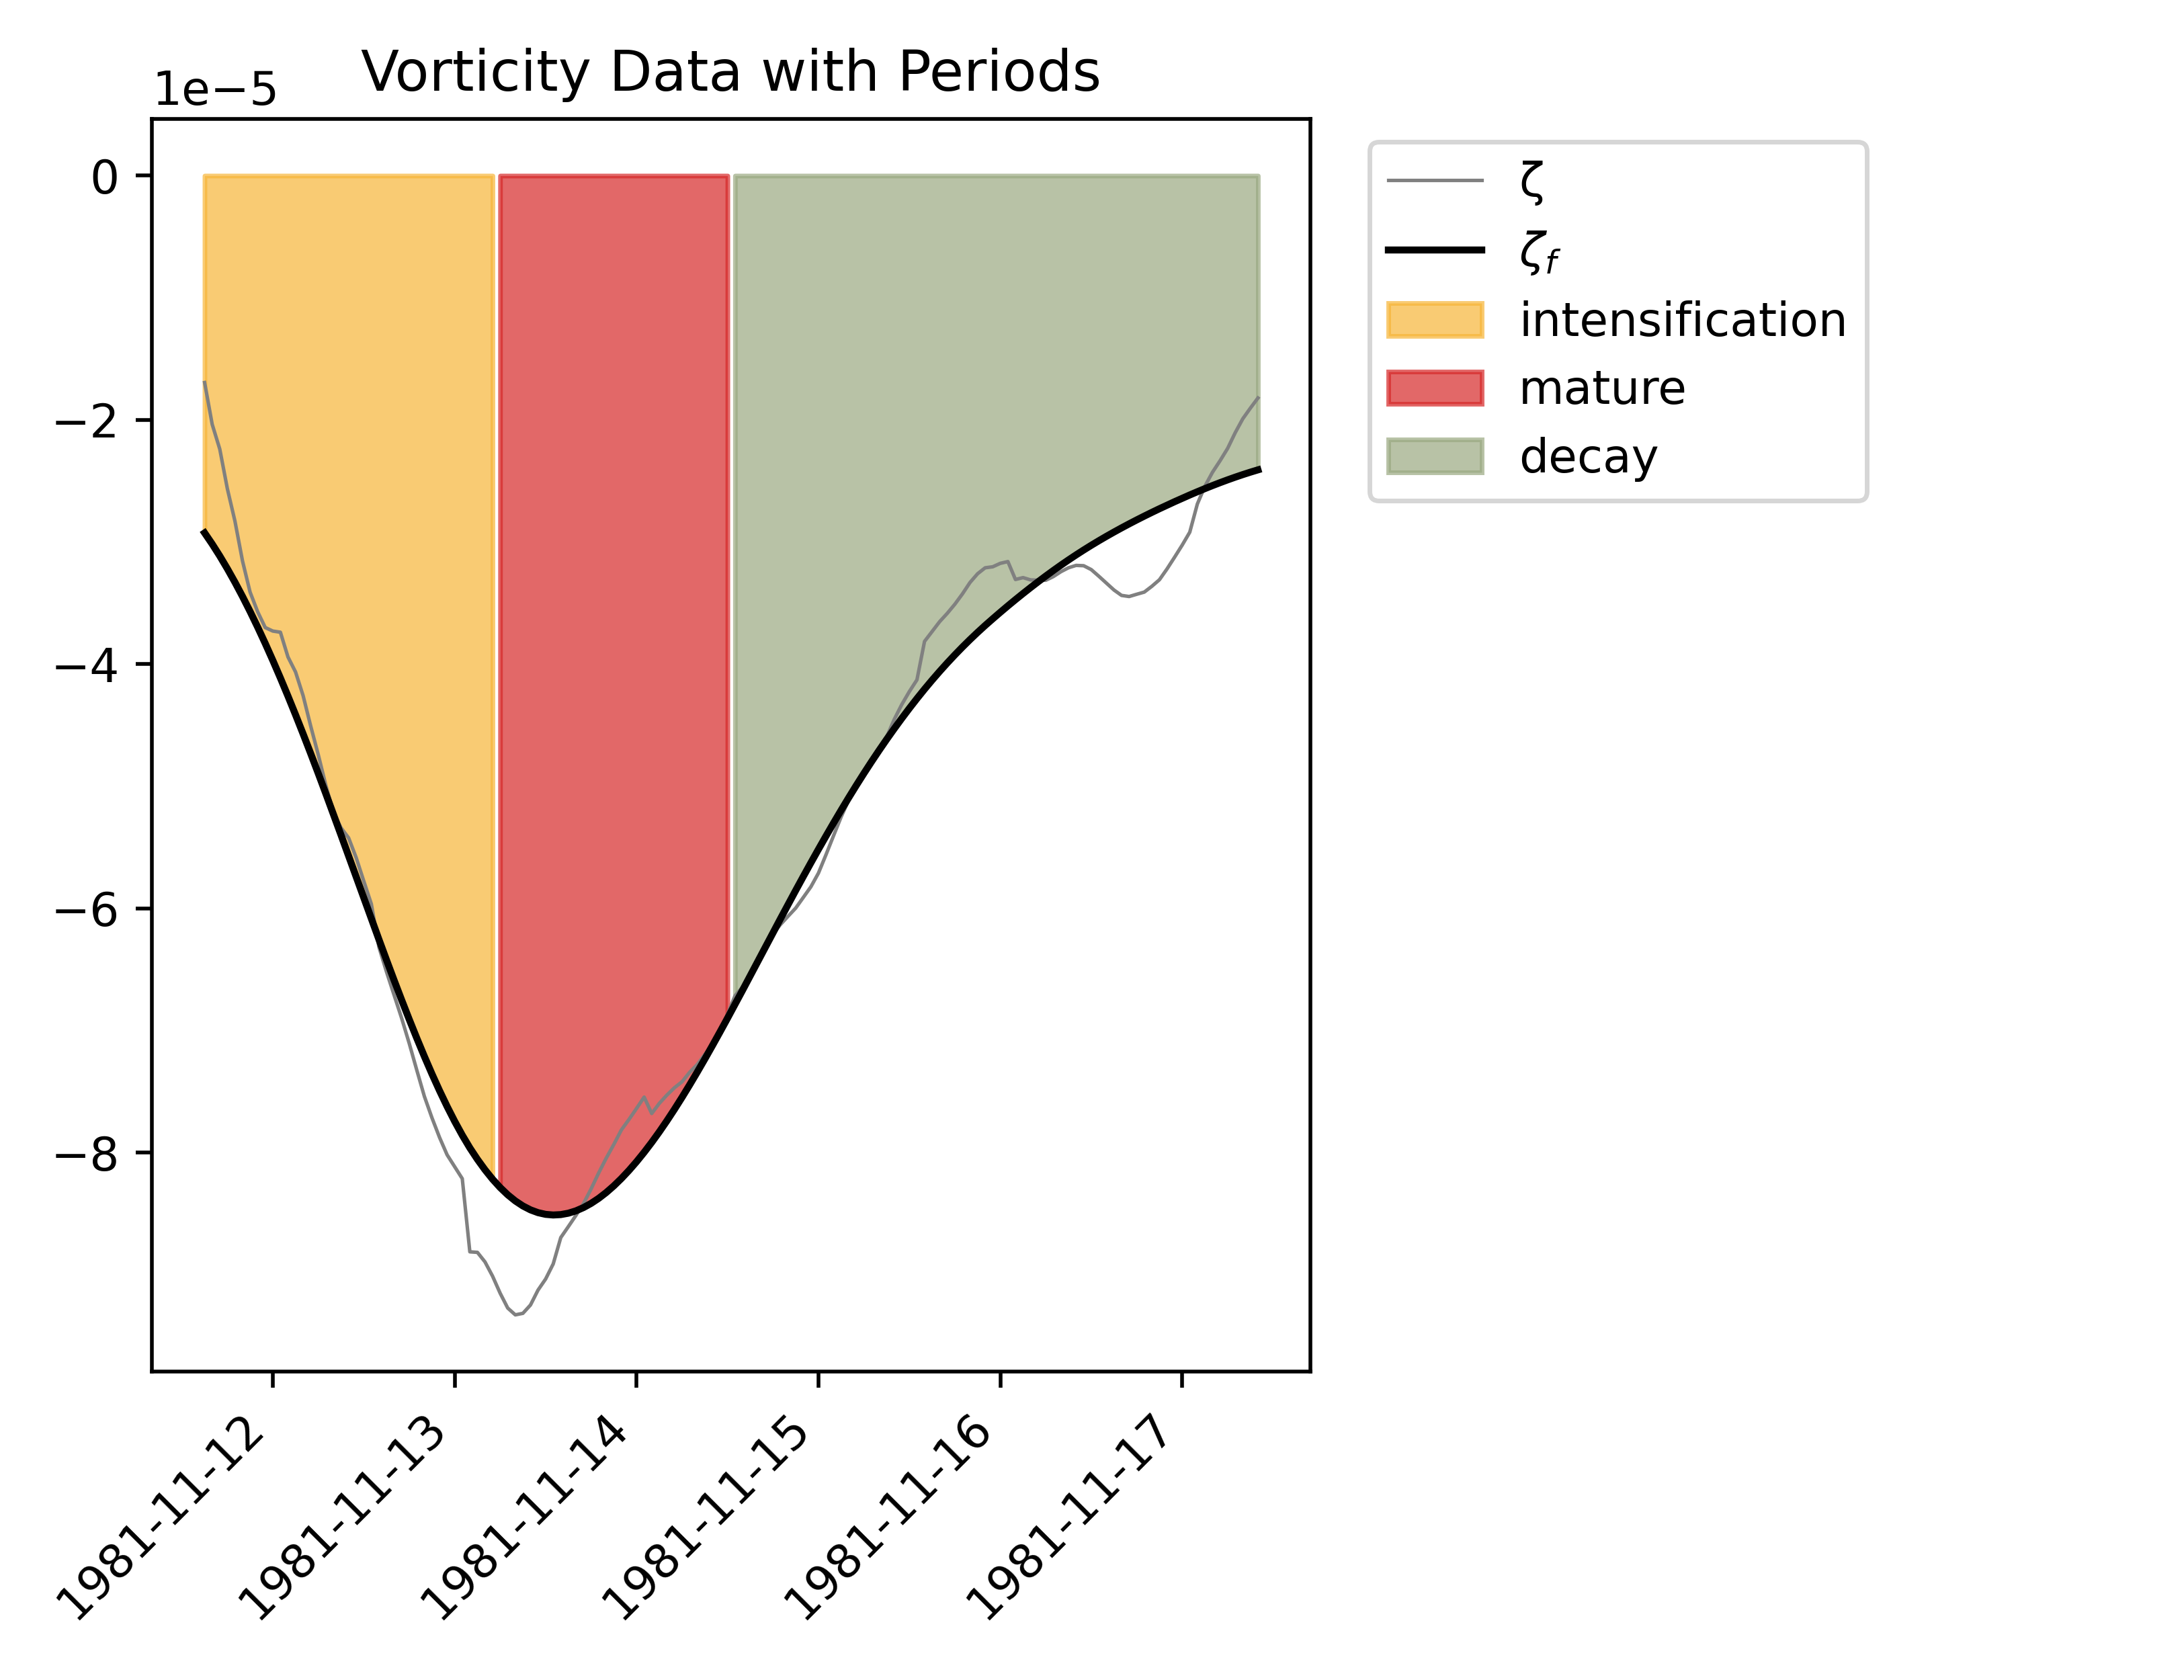 Vorticity Data with Periods
1e−5
0
−2
−4
−6
−8
1981-11-12
1981-11-13
1981-11-14
1981-11-15
1981-11-16
1981-11-17
ζ
ζf
intensification
mature
decay